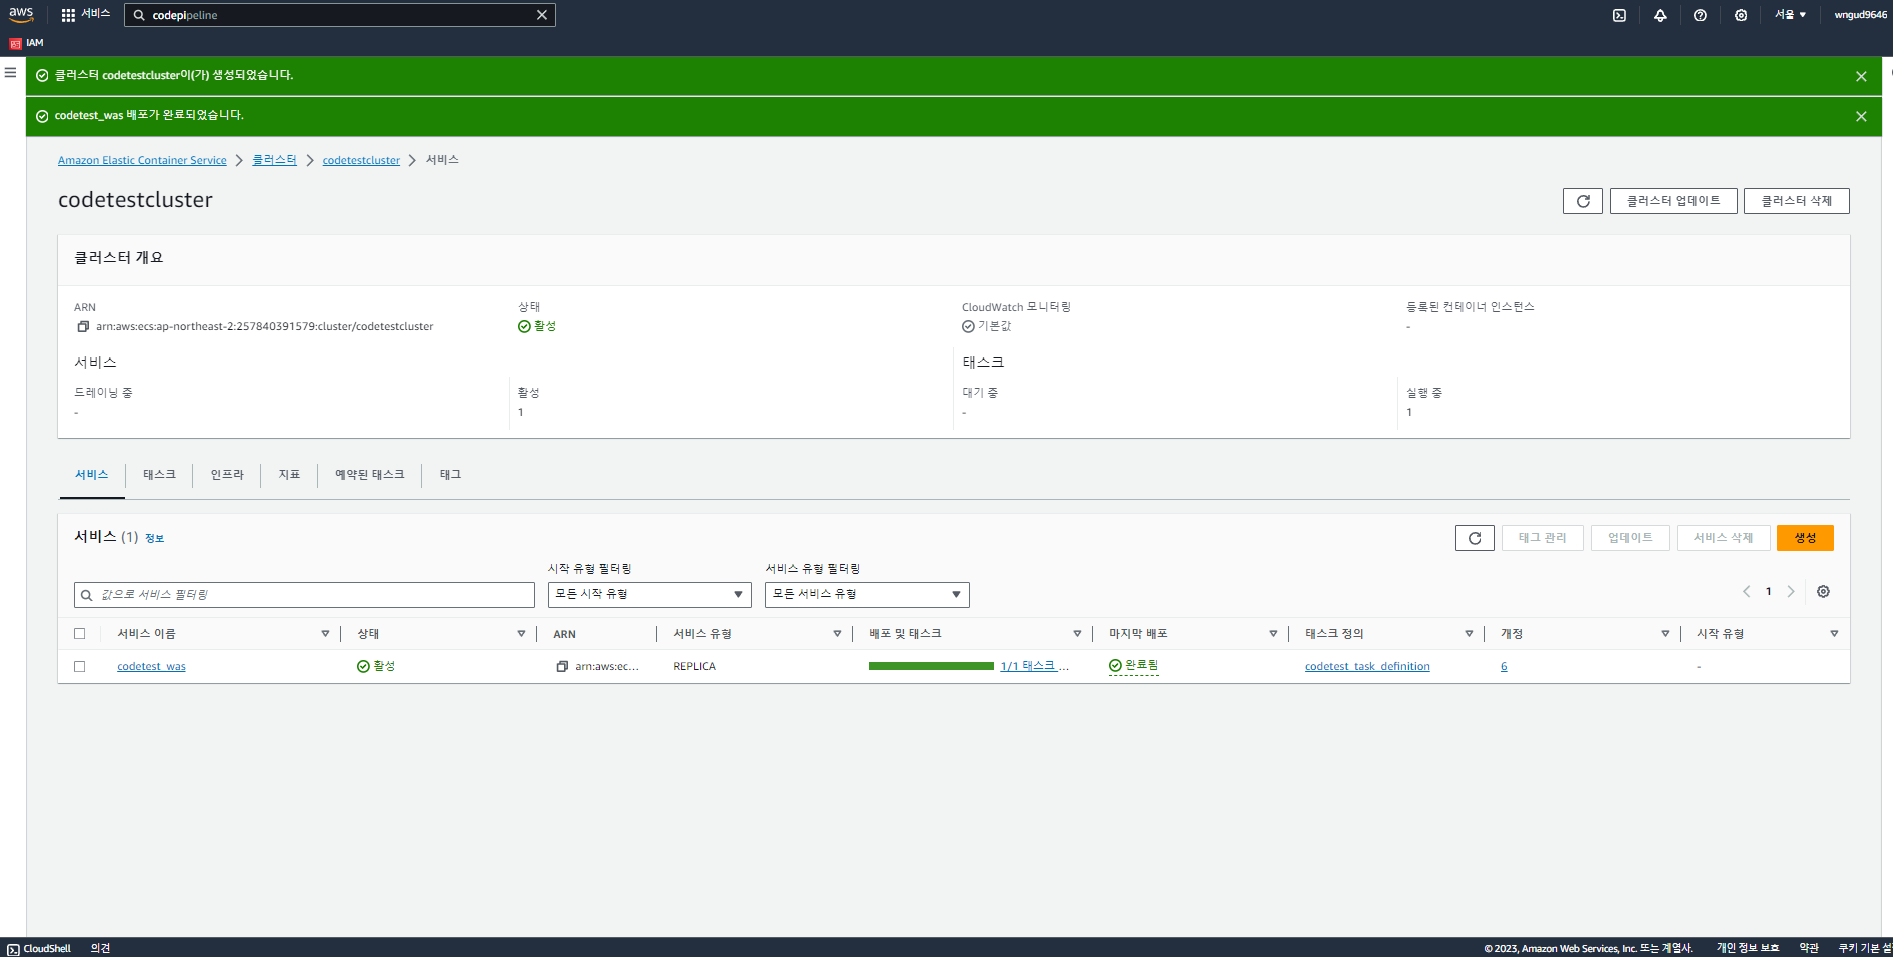 aws
서비스
codepipeline
서울
wngud9646
IAM
클러스터 codetestcluster이(가) 생성되었습니다.
codetest_was 배포가 완료되었습니다.
Amazon Elastic Container Service > 클러스터 > codetestcluster > 서비스
codetestcluster
클러스터 업데이트
클러스터 삭제
클러스터 개요
ARN
arn:aws:ecs:ap-northeast-2:257840391579:cluster/codetestcluster
상태
활성
CloudWatch 모니터링
기본값
등록된 컨테이너 인스턴스
-
서비스
드레이닝 중
-
활성
1
태스크
대기 중
-
실행 중
1
서비스 태스크 인프라 지표 예약된 태스크 태그
서비스 (1) 정보
태그 관리 업데이트 서비스 삭제 생성
시작 유형 필터링 서비스 유형 필터링
값으로 서비스 필터링 모든 시작 유형 모든 서비스 유형 1
서비스 이름 상태 ARN 서비스 유형 배포 및 태스크 마지막 배포 태스크 정의 개정 시작 유형
codetest_was 활성 arn:aws:ec... REPLICA 1/1 태스크 ... 완료됨 codetest_task_definition 6 -
CloudShell 의견 © 2023, Amazon Web Services, Inc. 또는 계열사. 개인 정보 보호 약관 쿠키 기본 설